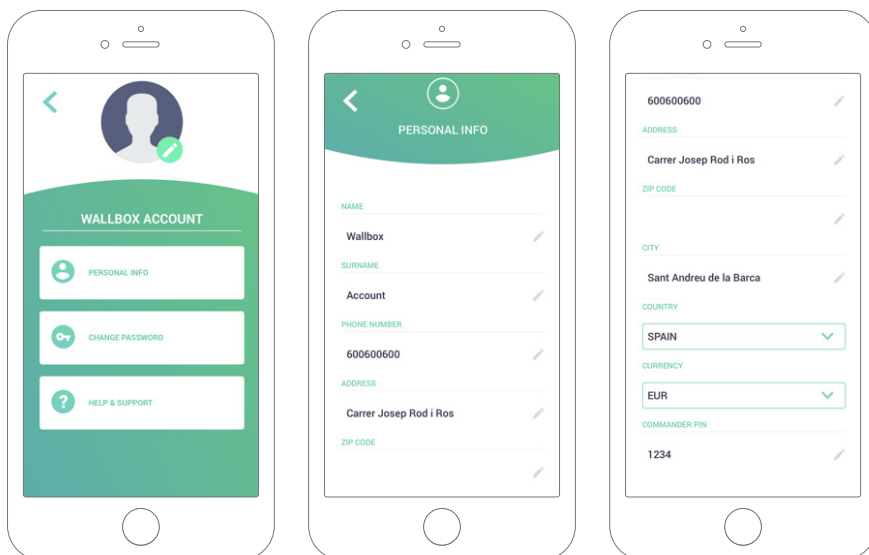 WALLBOX ACCOUNT
PERSONAL INFO
CHANGE PASSWORD
HELP & SUPPORT
PERSONAL INFO
NAME
Wallbox
SURNAME
Account
PHONE NUMBER
600600600
ADDRESS
Carrer Josep Rod i Ros
ZIP CODE
600600600
ADDRESS
Carrer Josep Rod i Ros
ZIP CODE
CITY
Sant Andreu de la Barca
COUNTRY
SPAIN
CURRENCY
EUR
COMMANDER PIN
1234